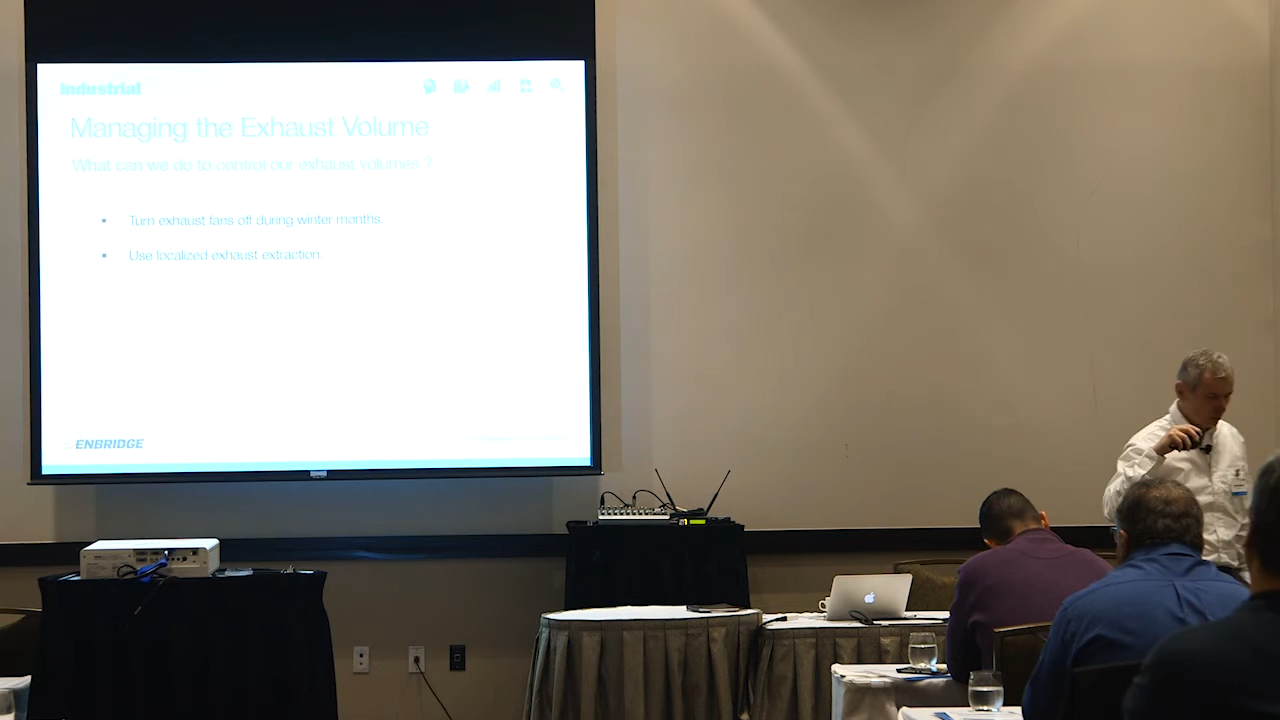 Industrial
Managing the Exhaust Volume
What can we do to control our exhaust volumes ?
▪ Turn exhaust fans off during winter months.
▪ Use localized exhaust extraction.
ENBRIDGE